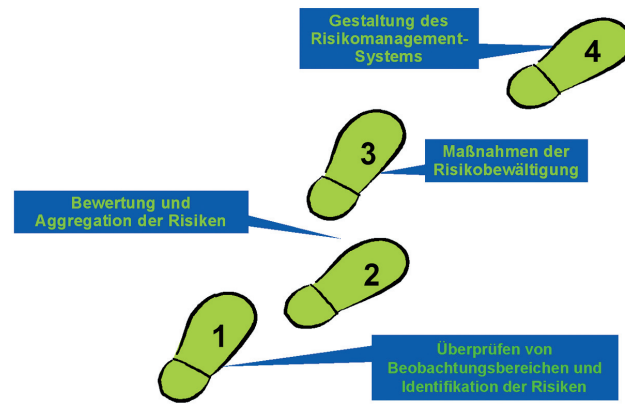 Gestaltung des
Risikomanagement-
Systems
4
3
Maßnahmen der
Risikobewältigung
Bewertung und
Aggregation der Risiken
2
1
Überprüfen von
Beobachtungsbereichen und
Identifikation der Risiken